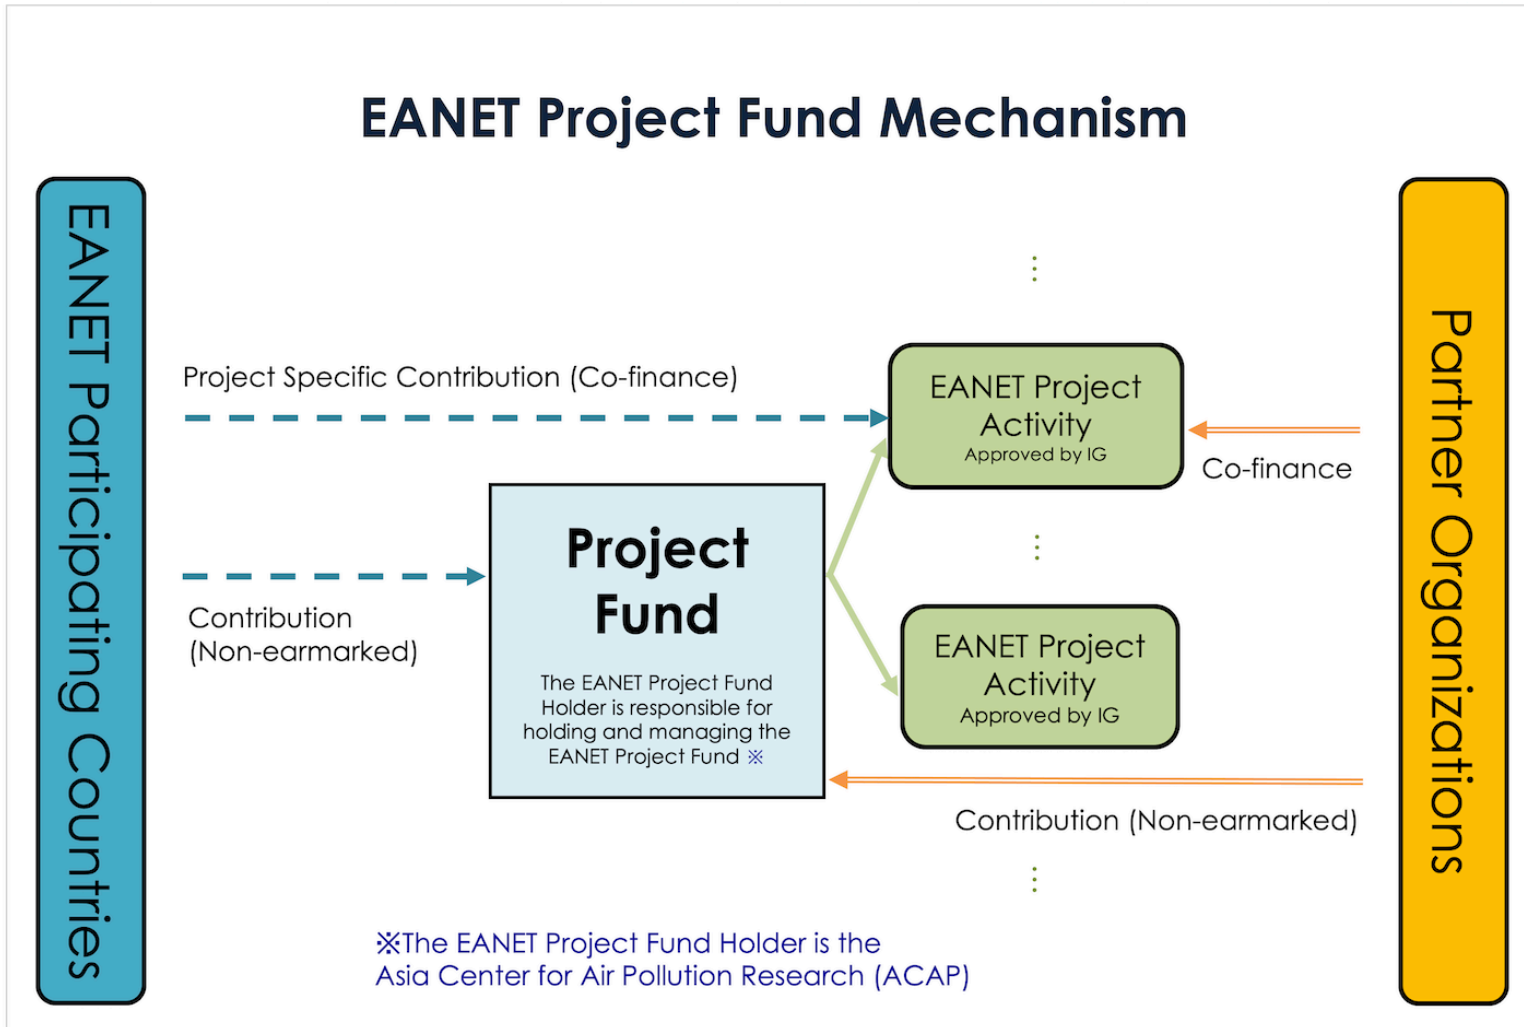 EANET Project Fund Mechanism
EANET Participating Countries
Project Specific Contribution (Co-finance)
EANET Project
Activity
Approved by IG
Co-finance
Partner Organizations
Contribution
(Non-earmarked)
Project
Fund
The EANET Project Fund
Holder is responsible for
holding and managing the
EANET Project Fund ※
EANET Project
Activity
Approved by IG
Contribution (Non-earmarked)
※The EANET Project Fund Holder is the
Asia Center for Air Pollution Research (ACAP)